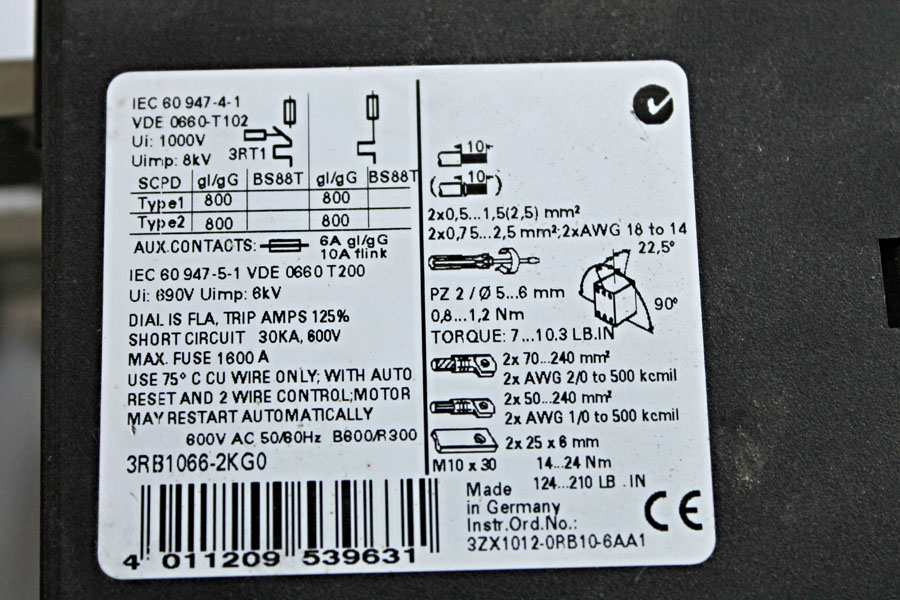 IEC 60 947-4-1
VDE 0660-T102
Ui: 1000V
Uimp: 8kV 3RT1
SCPD gl/gG BS88T gl/gG BS88T
Type1 800 800
Type2 800 800
AUX.CONTACTS: 6A gl/gG
10A flink
IEC 60 947-5-1 VDE 0660 T200
Ui: 690V Uimp: 6kV
DIAL IS FLA, TRIP AMPS 125%
SHORT CIRCUIT 30KA, 600V
MAX. FUSE 1600 A
USE 75° C CU WIRE ONLY; WITH AUTO
RESET AND 2 WIRE CONTROL;MOTOR
MAY RESTART AUTOMATICALLY
600V AC 50/60Hz B600/R300
3RB1066-2KG0
4 011209 539631
10
( 10 )
2x0,5...1,5(2,5) mm²
2x0,75...2,5 mm²;2xAWG 18 to 14
22,5°
PZ 2 / Ø 5...6 mm
90°
0,8...1,2 Nm
TORQUE: 7...10.3 LB.IN
2x 70...240 mm²
2x AWG 2/0 to 500 kcmil
2x 50...240 mm²
2x AWG 1/0 to 500 kcmil
2x 25 x 6 mm
M10 x 30 14...24 Nm
124...210 LB . IN
Made
in Germany
Instr.Ord.No.:
3ZX1012-0RB10-6AA1
CE